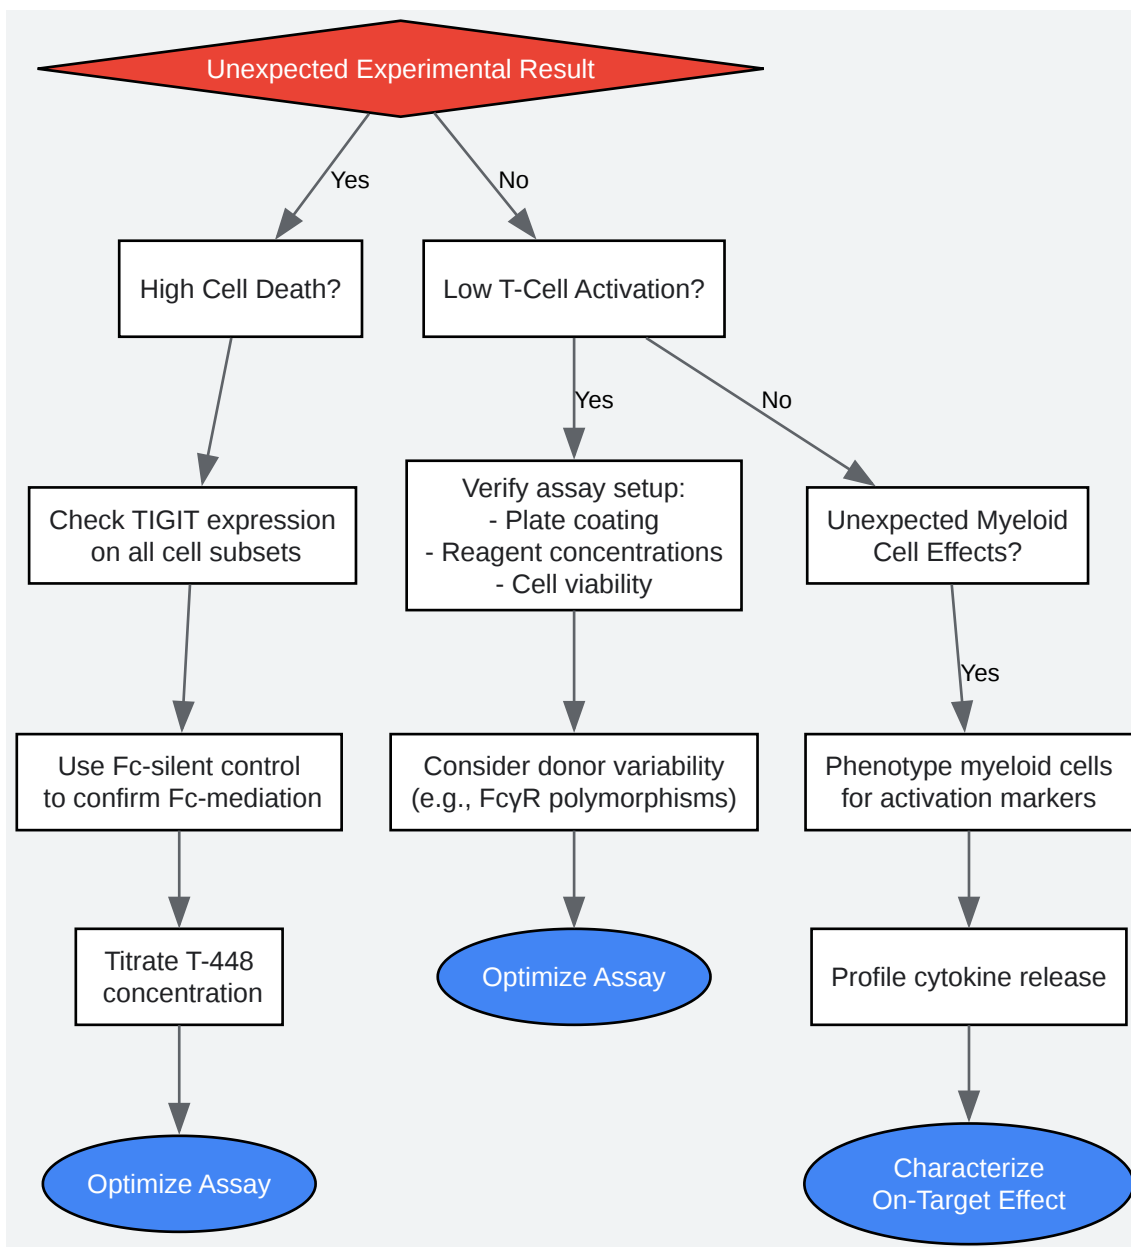 Unexpected Experimental Result
Yes
No
High Cell Death?
Low T-Cell Activation?
Yes
No
Check TIGIT expression
on all cell subsets
Verify assay setup:
- Plate coating
- Reagent concentrations
- Cell viability
Unexpected Myeloid
Cell Effects?
Yes
Use Fc-silent control
to confirm Fc-mediation
Consider donor variability
(e.g., FcγR polymorphisms)
Phenotype myeloid cells
for activation markers
Titrate T-448
concentration
Optimize Assay
Profile cytokine release
Optimize Assay
Characterize
On-Target Effect